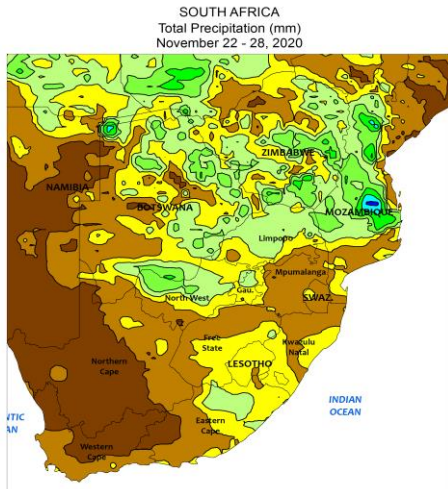 SOUTH AFRICA
Total Precipitation (mm)
November 22 - 28, 2020
ZIMBABWE
NAMIBIA
BOTSWANA
MOZAMBIQUE
Limpopo
Mpumalanga
North West
Gau.
SWAZ.
Free
State
Kwazulu
Natal
Northern
Cape
LESOTHO
INDIAN
OCEAN
NTIC
AN
Eastern
Cape
Western
Cape